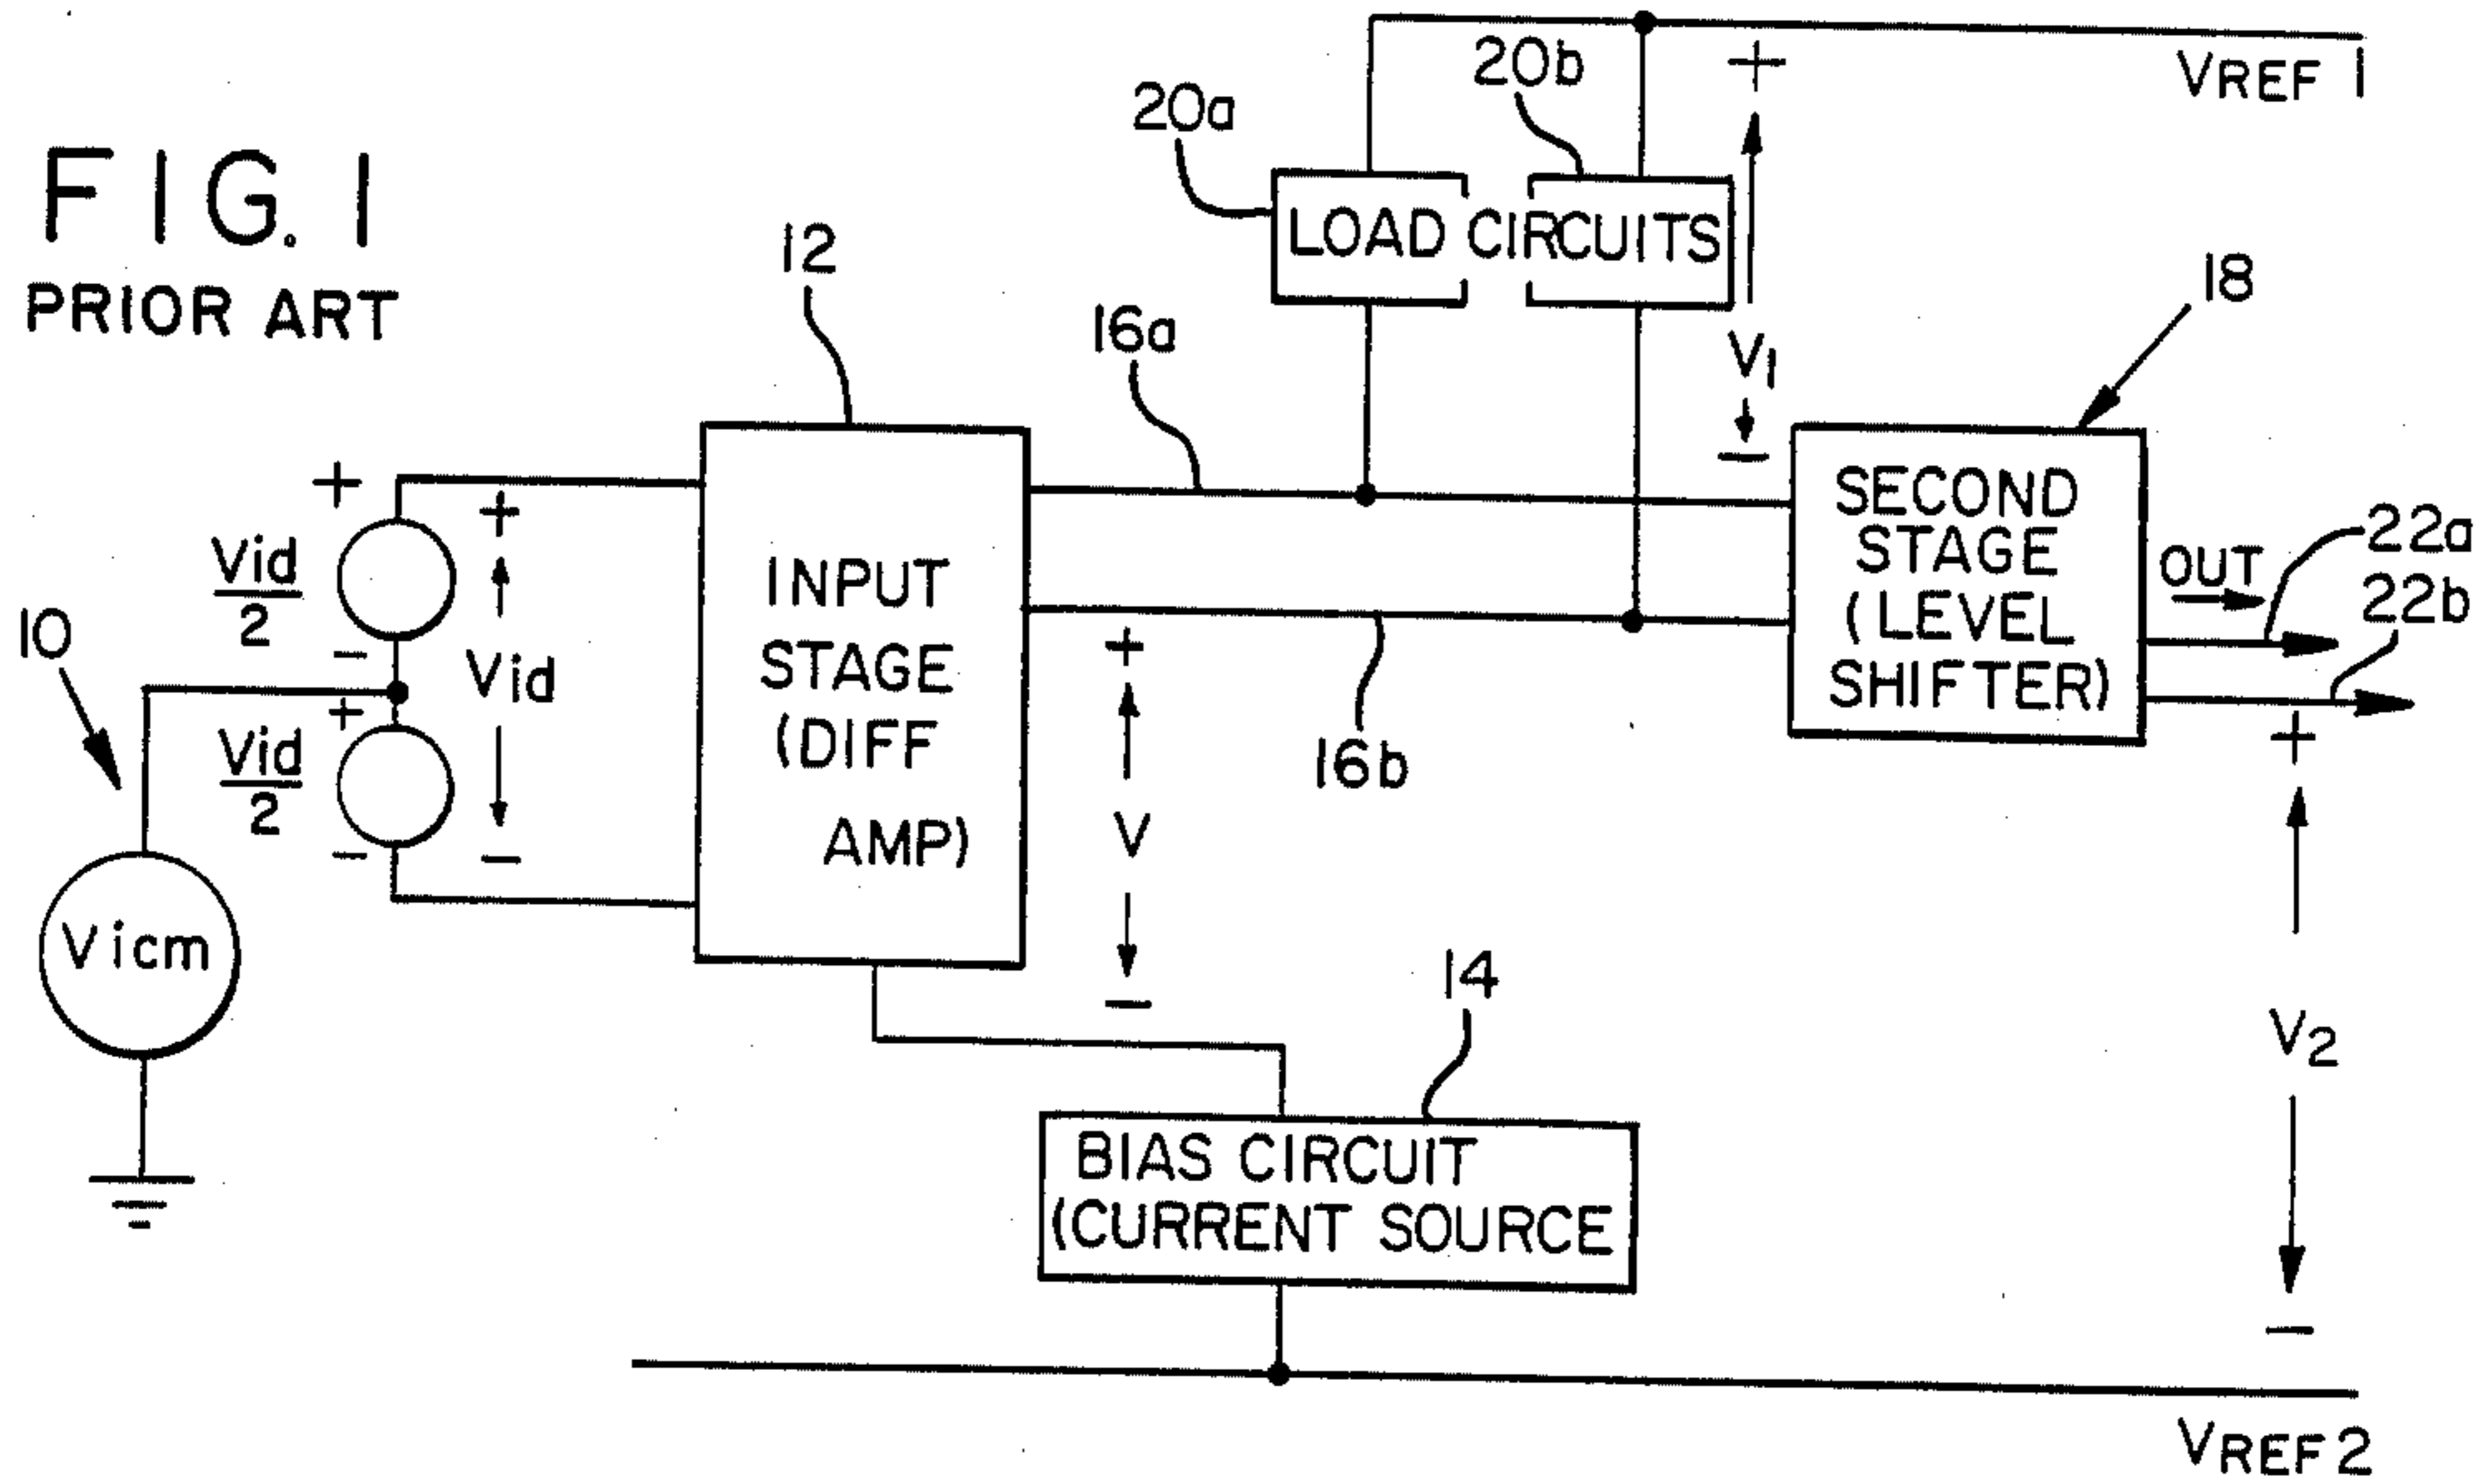 FIG. 1
PRIOR ART
VREF 1
20a
20b
+
LOAD CIRCUITS
12
16a
V1
−
18
+
+
Vid
2
−
Vid
+
Vid
2
−
−
10
Vicm
INPUT
STAGE
(DIFF
AMP)
+
V
−
16b
SECOND
STAGE
(LEVEL
SHIFTER)
OUT
22a
22b
+
V2
−
14
BIAS CIRCUIT
(CURRENT SOURCE
VREF 2